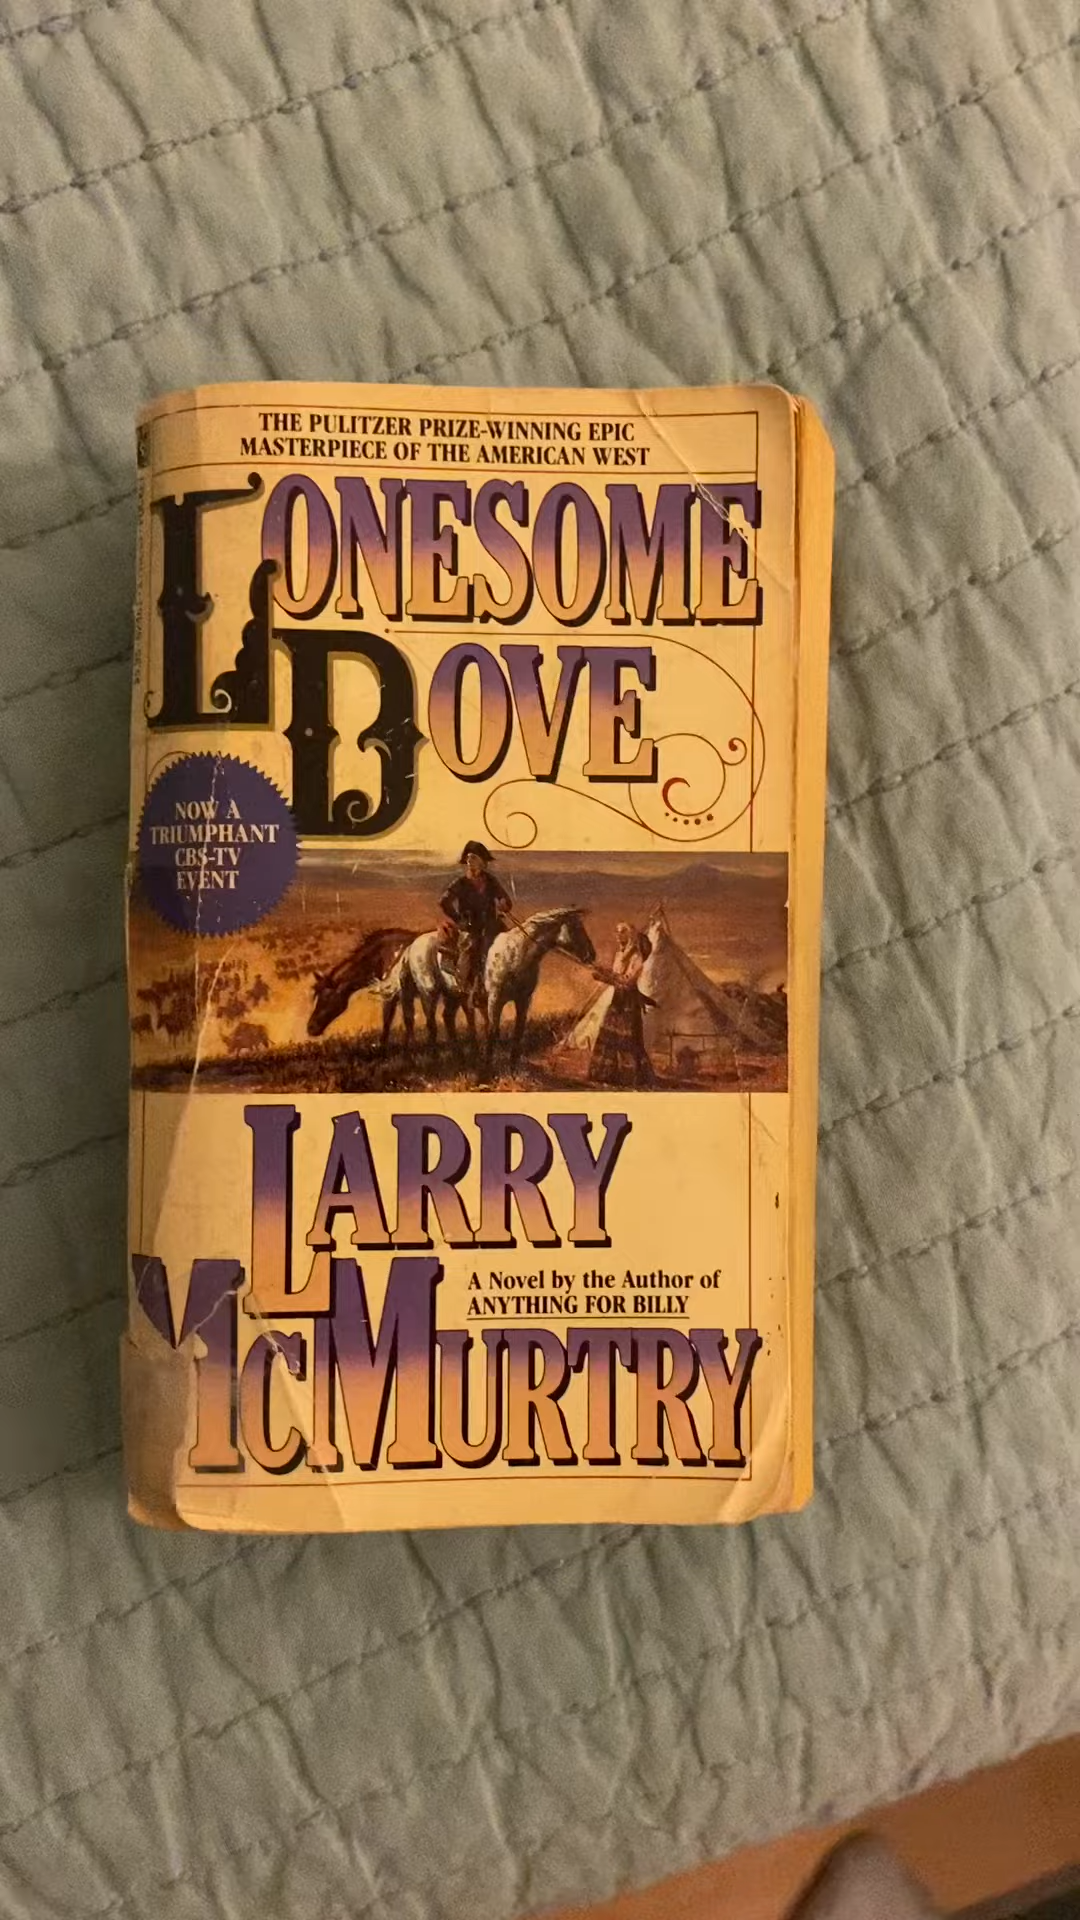 THE PULITZER PRIZE-WINNING EPIC
MASTERPIECE OF THE AMERICAN WEST
LONESOME
DOVE
NOW A
TRIUMPHANT
CBS-TV
EVENT
LARRY
McMURTRY
A Novel by the Author of
ANYTHING FOR BILLY